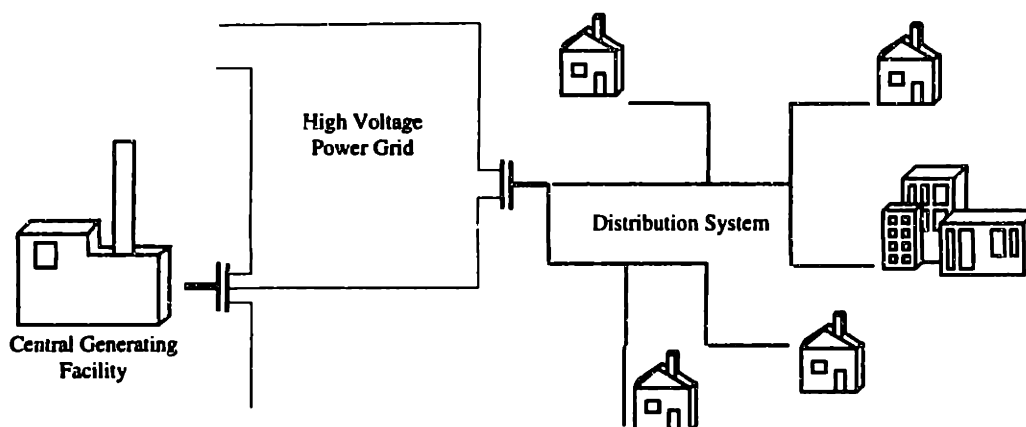 High Voltage
Power Grid
Distribution System
Central Generating
Facility